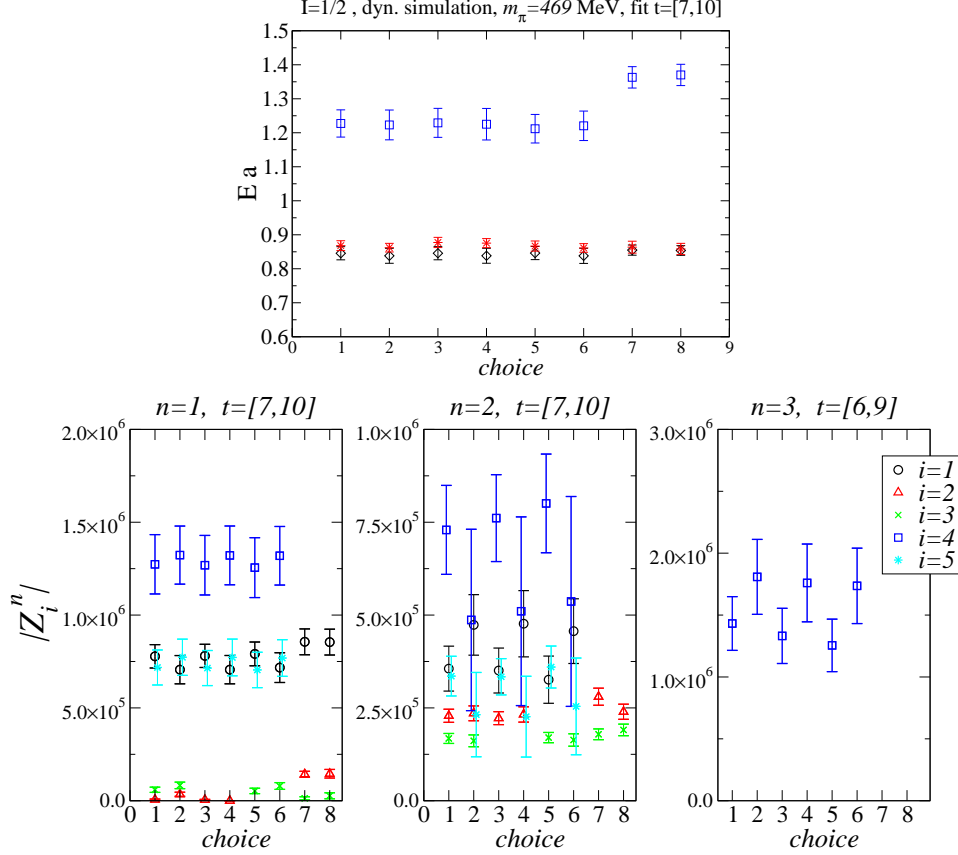 I=1/2 , dyn. simulation, mπ=469 MeV, fit t=[7,10]
E a
1.5
1.4
1.3
1.2
1.1
1
0.9
0.8
0.7
0.6
0 1 2 3 4 5 6 7 8 9
choice
n=1, t=[7,10]
n=2, t=[7,10]
n=3, t=[6,9]
|Z_i^n|
2.0×10^6
1.5×10^6
1.0×10^6
5.0×10^5
0.0
0 1 2 3 4 5 6 7 8
choice
1.0×10^6
7.5×10^5
5.0×10^5
2.5×10^5
0.0
0 1 2 3 4 5 6 7 8
choice
3.0×10^6
2.0×10^6
1.0×10^6
0.0
1 2 3 4 5 6 7 8
choice
i=1
i=2
i=3
i=4
i=5